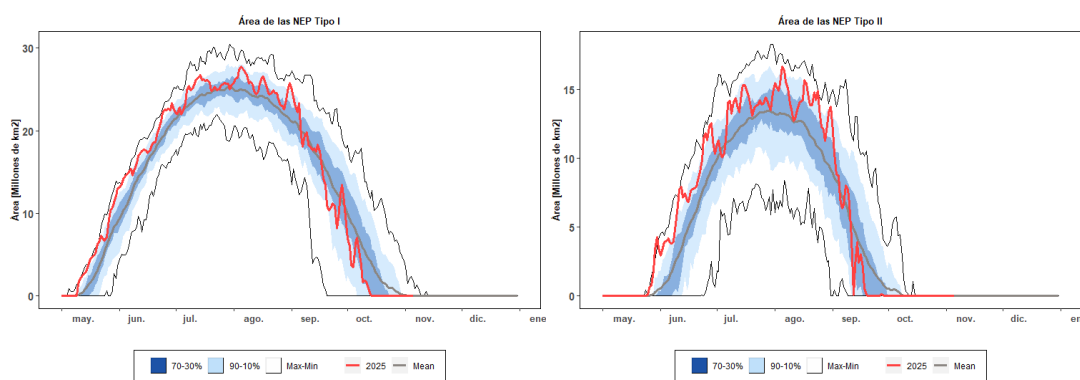 Área de las NEP Tipo I
Área [Millones de km2]
30
20
10
0
may. jun. jul. ago. sep. oct. nov. dic. ene
70-30% 90-10% Max-Min 2025 Mean
Área de las NEP Tipo II
Área [Millones de km2]
15
10
5
0
may. jun. jul. ago. sep. oct. nov. dic. en
70-30% 90-10% Max-Min 2025 Mean